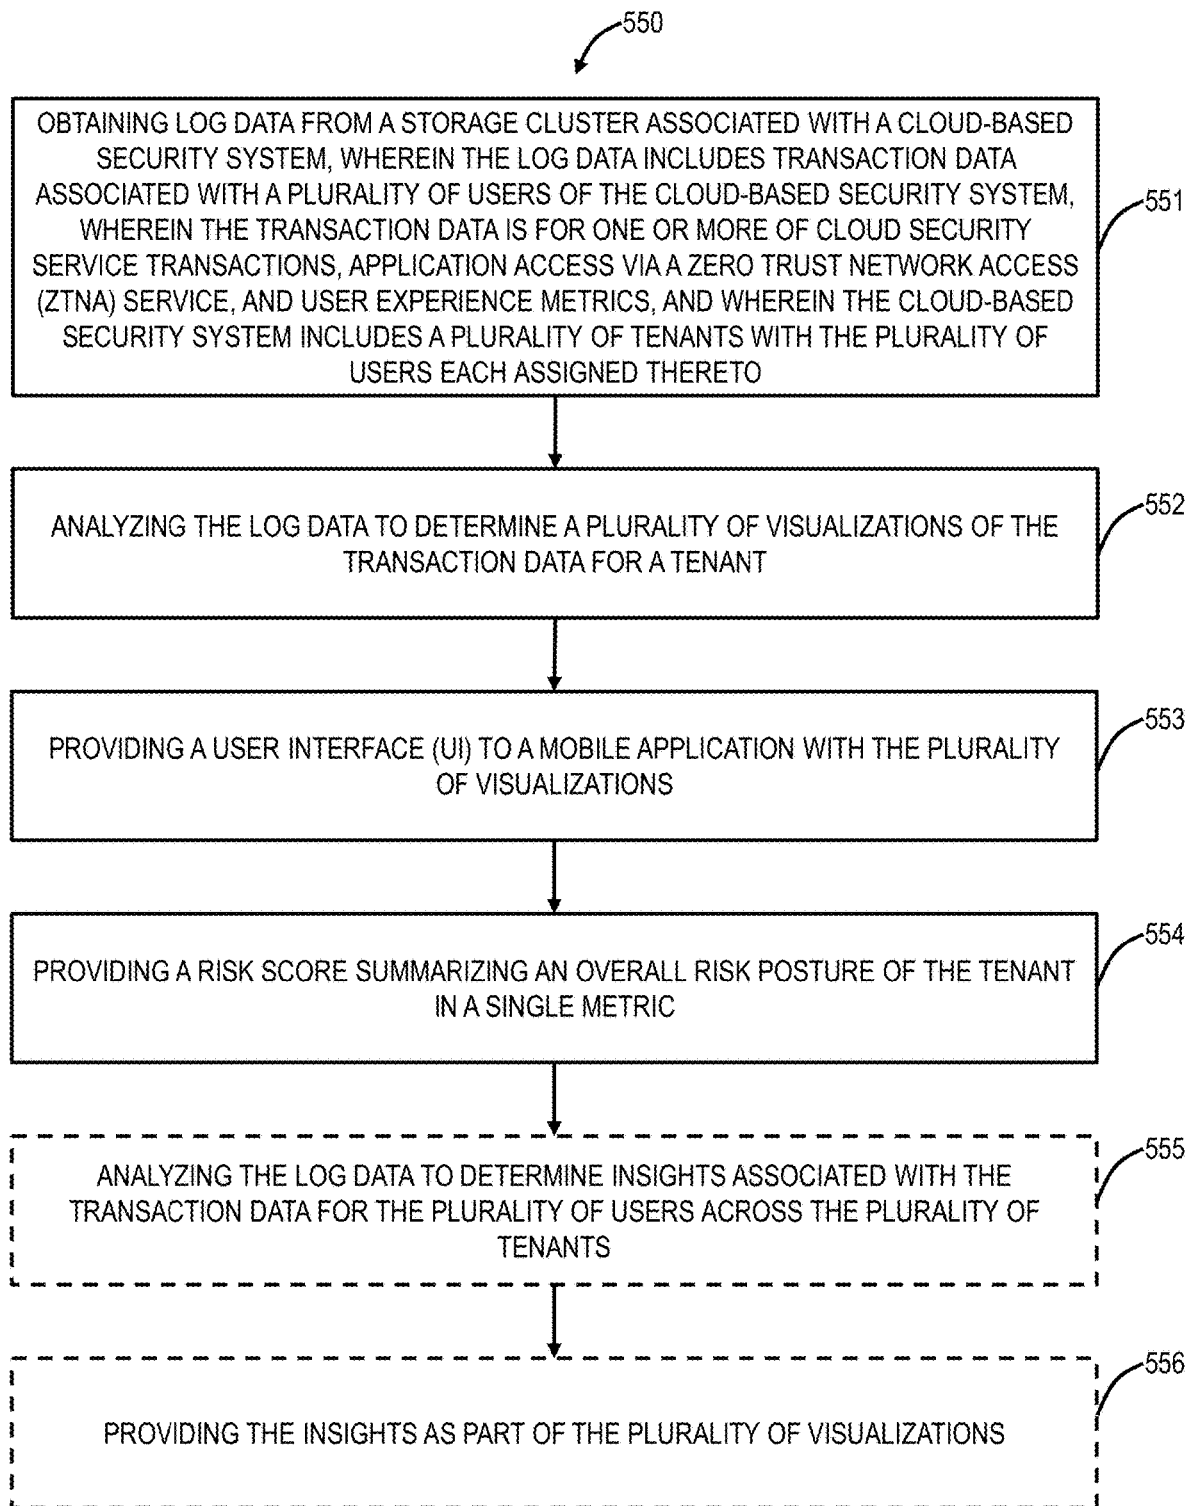 550
OBTAINING LOG DATA FROM A STORAGE CLUSTER ASSOCIATED WITH A CLOUD-BASED
SECURITY SYSTEM, WHEREIN THE LOG DATA INCLUDES TRANSACTION DATA
ASSOCIATED WITH A PLURALITY OF USERS OF THE CLOUD-BASED SECURITY SYSTEM,
WHEREIN THE TRANSACTION DATA IS FOR ONE OR MORE OF CLOUD SECURITY
SERVICE TRANSACTIONS, APPLICATION ACCESS VIA A ZERO TRUST NETWORK ACCESS
(ZTNA) SERVICE, AND USER EXPERIENCE METRICS, AND WHEREIN THE CLOUD-BASED
SECURITY SYSTEM INCLUDES A PLURALITY OF TENANTS WITH THE PLURALITY OF
USERS EACH ASSIGNED THERETO
551
ANALYZING THE LOG DATA TO DETERMINE A PLURALITY OF VISUALIZATIONS OF THE
TRANSACTION DATA FOR A TENANT
552
PROVIDING A USER INTERFACE (UI) TO A MOBILE APPLICATION WITH THE PLURALITY
OF VISUALIZATIONS
553
PROVIDING A RISK SCORE SUMMARIZING AN OVERALL RISK POSTURE OF THE TENANT
IN A SINGLE METRIC
554
ANALYZING THE LOG DATA TO DETERMINE INSIGHTS ASSOCIATED WITH THE
TRANSACTION DATA FOR THE PLURALITY OF USERS ACROSS THE PLURALITY OF
TENANTS
555
PROVIDING THE INSIGHTS AS PART OF THE PLURALITY OF VISUALIZATIONS
556